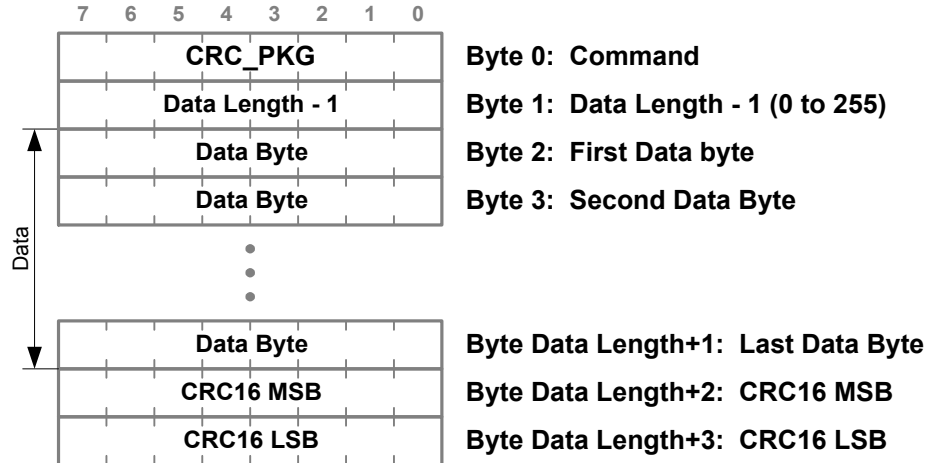 7 6 5 4 3 2 1 0
CRC_PKG Byte 0: Command
Data Length - 1 Byte 1: Data Length - 1 (0 to 255)
Data Byte Byte 2: First Data byte
Data Byte Byte 3: Second Data Byte
Data
Data Byte Byte Data Length+1: Last Data Byte
CRC16 MSB Byte Data Length+2: CRC16 MSB
CRC16 LSB Byte Data Length+3: CRC16 LSB